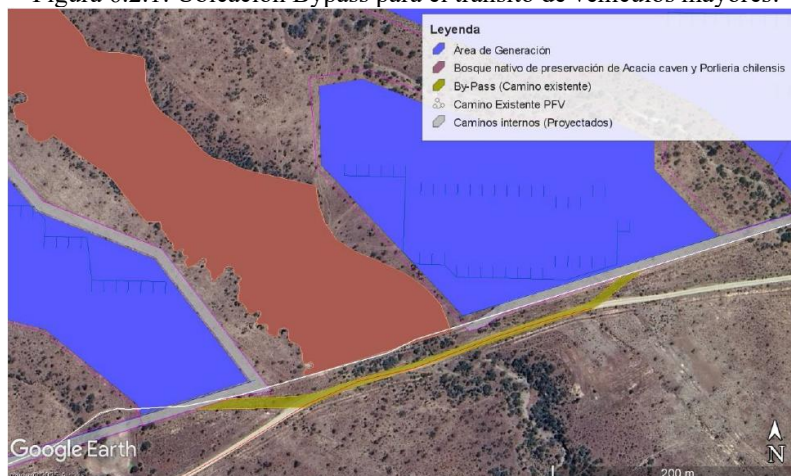 Figura 6.2.1. Ubicación Bypass para el tránsito de vehículos mayores.
Leyenda
Área de Generación
Bosque nativo de preservación de Acacia caven y Porlieria chilensis
By-Pass (Camino existente)
Camino Existente PFV
Caminos internos (Proyectados)
Google Earth
N
200 m